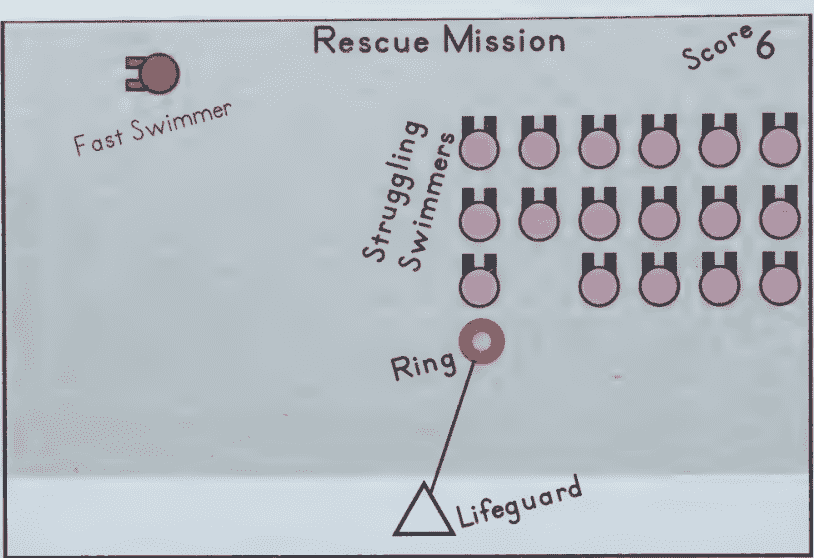 Rescue Mission
Score 6
Fast Swimmer
Struggling
Swimmers
Ring
Lifeguard